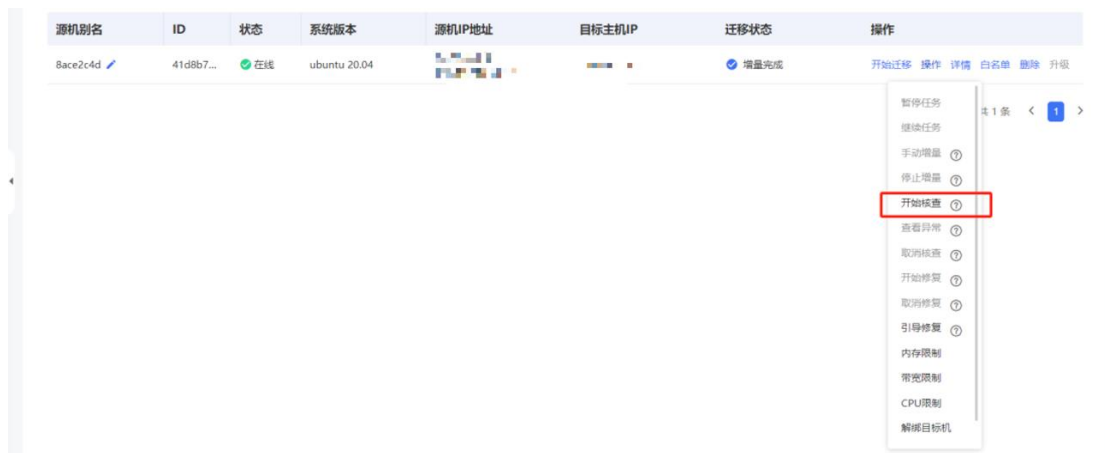 源机别名 ID 状态 系统版本 源机IP地址 目标主机IP 迁移状态 操作
8ace2c4d 41d8b7... 在线 ubuntu 20.04 增量完成 开始迁移 操作 详情 白名单 删除 升级
共 1 条 < 1 >
暂停任务
继续任务
手动增量
停止增量
开始核查
查看异常
取消核查
开始修复
取消修复
引导修复
内存限制
带宽限制
CPU限制
解绑目标机